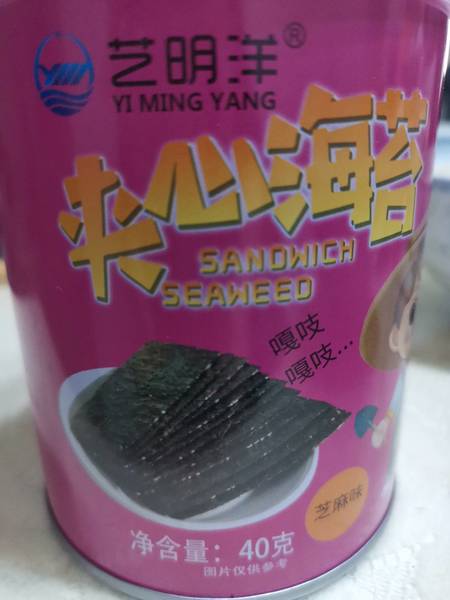 艺明洋®
YI MING YANG
夹心海苔
SANDWICH
SEAWEED
嘎吱
嘎吱...
芝麻味
净含量：40克
图片仅供参考